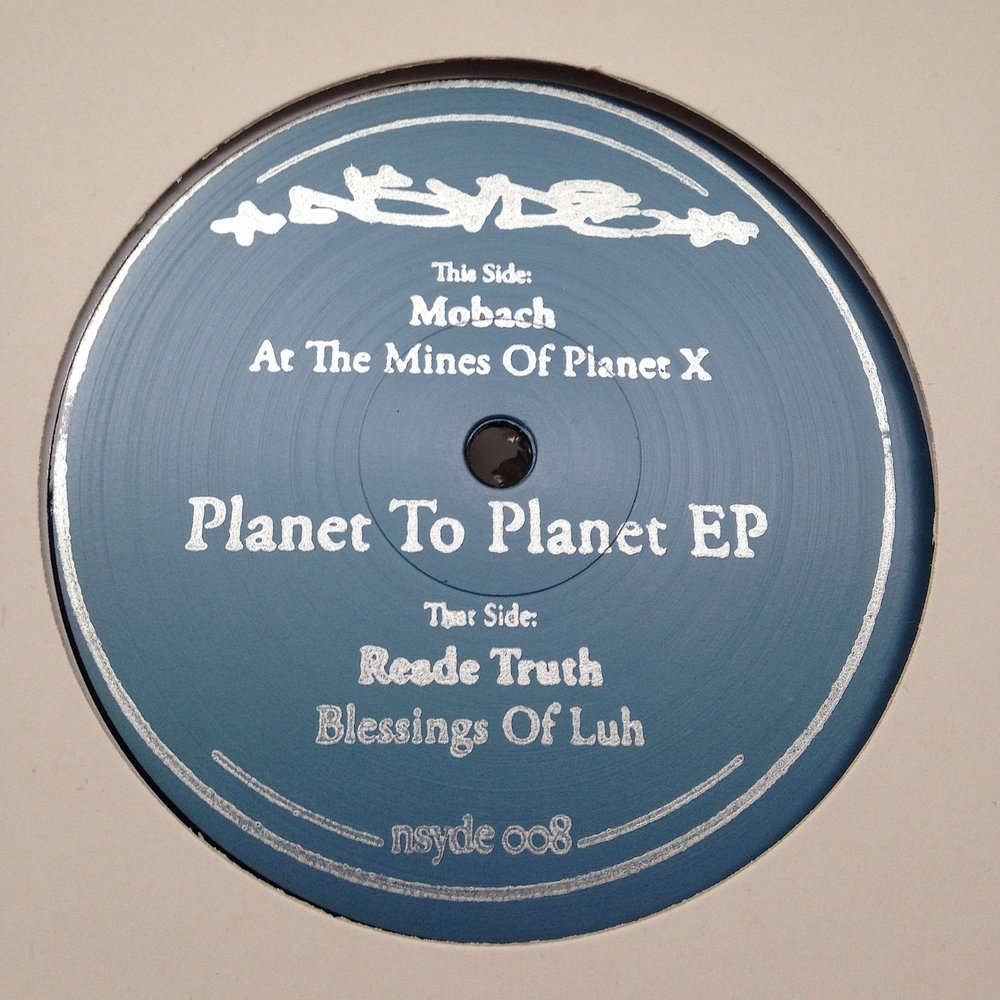 NSYDE
This Side:
Mobach
At The Mines Of Planet X
Planet To Planet EP
That Side:
Reade Truth
Blessings Of Luh
nsyde 008